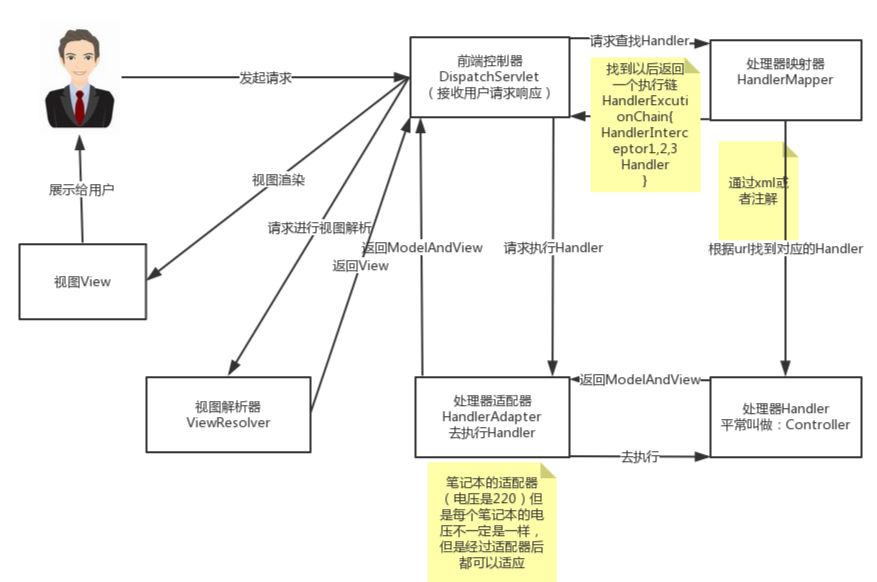 前端控制器
DispatchServlet
（接收用户请求响应）
请求查找Handler
处理器映射器
HandlerMapper
发起请求
找到以后返回
一个执行链
HandlerExcuti
onChain{
HandlerInterc
eptor1,2,3
Handler
}
通过xml或
者注解
展示给用户
视图渲染
请求进行视图解析
返回ModelAndView
返回View
请求执行Handler
根据url找到对应的Handler
视图View
视图解析器
ViewResolver
处理器适配器
HandlerAdapter
去执行Handler
返回ModelAndView
处理器Handler
平常叫做：Controller
去执行
笔记本的适配器
（电压是220）但
是每个笔记本的电
压不一定是一样，
但是经过适配器后
都可以适应